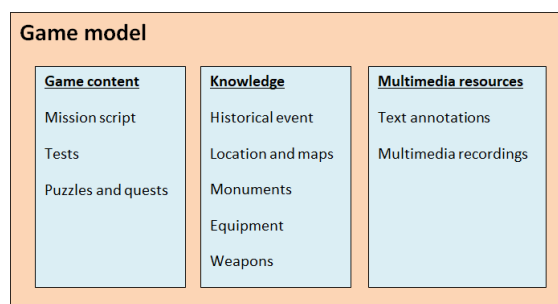 Game model
Game content
Mission script
Tests
Puzzles and quests
Knowledge
Historical event
Location and maps
Monuments
Equipment
Weapons
Multimedia resources
Text annotations
Multimedia recordings